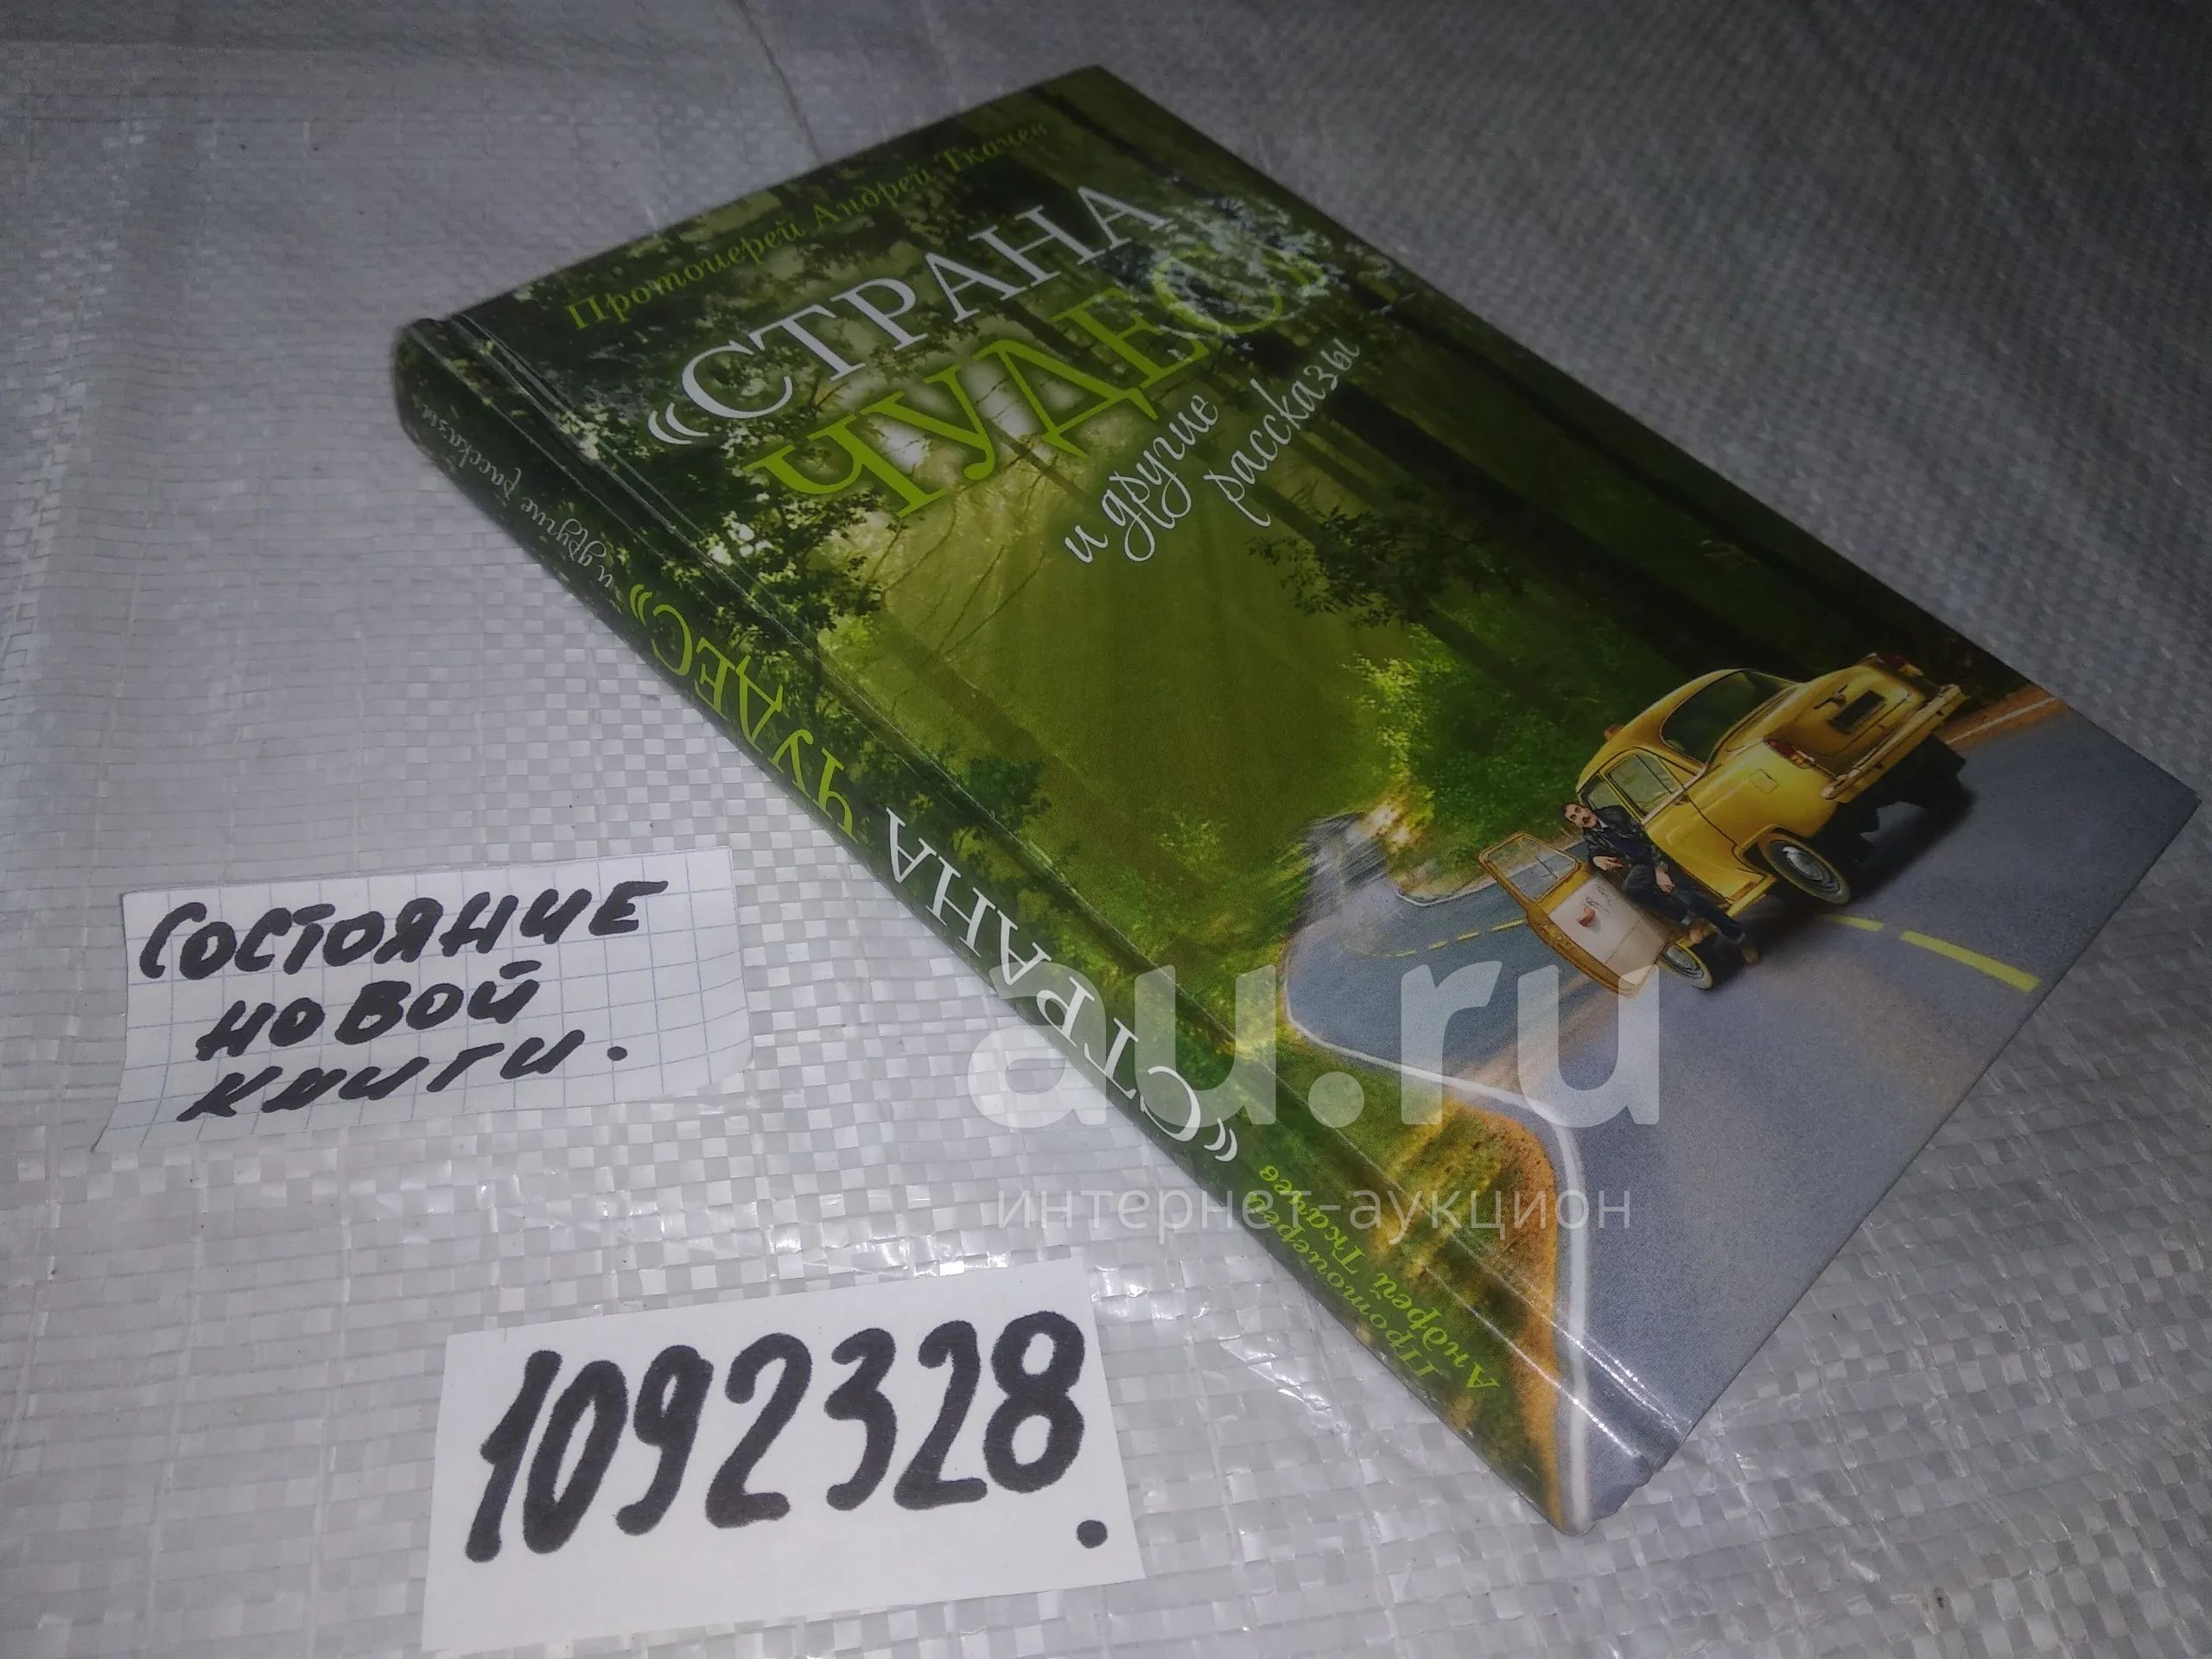 Протоиерей Андрей Ткачев
«СТРАНА
ЧУДЕС»
и другие
рассказы
Протоиерей
Андрей Ткачев
«СТРАНА ЧУДЕС» и другие рассказы
СОСТОЯНИЕ
НОВОЙ
КНИГИ.
1092328.
au.ru
интернет-аукцион